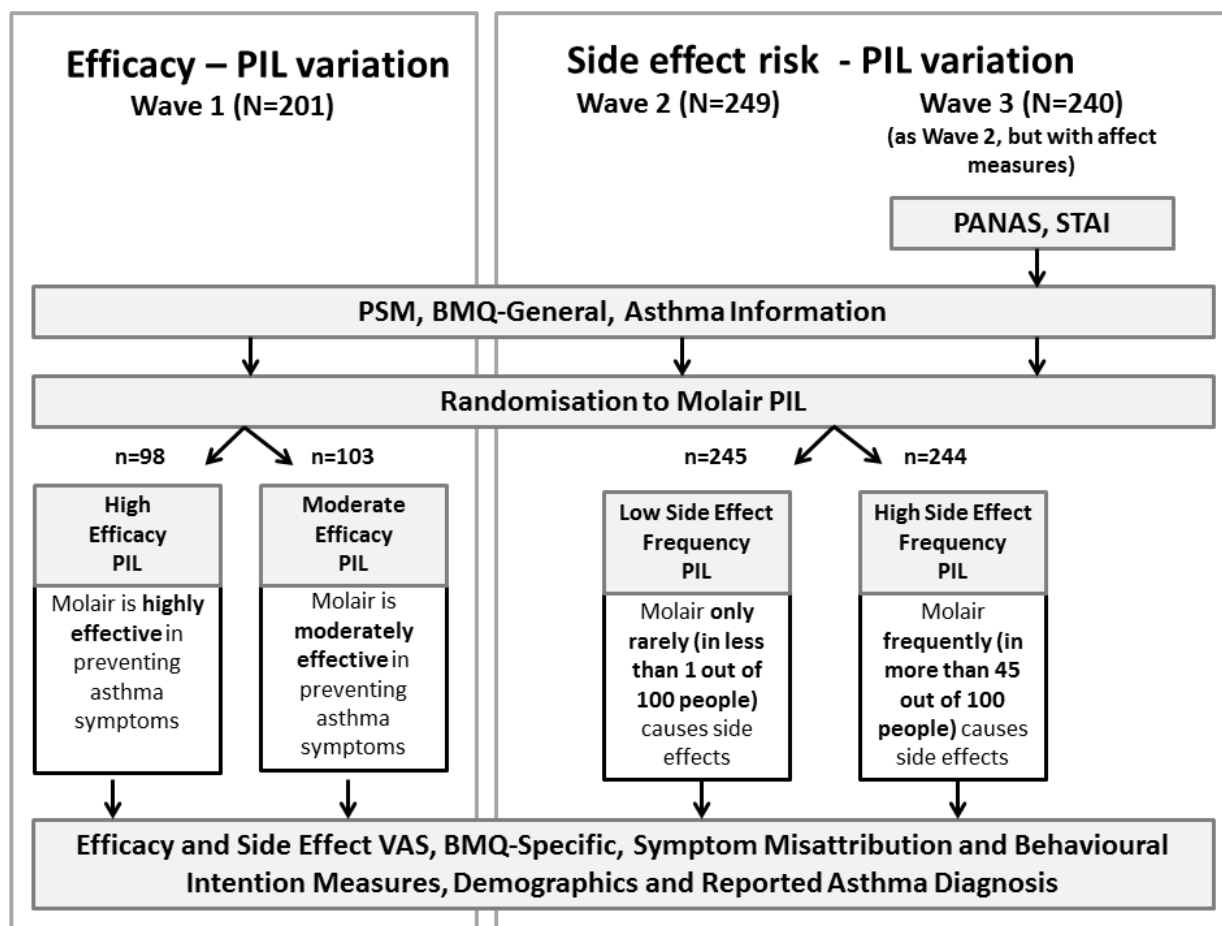 Efficacy – PIL variation
Wave 1 (N=201)
Side effect risk - PIL variation
Wave 2 (N=249)
Wave 3 (N=240)
(as Wave 2, but with affect
measures)
PANAS, STAI
PSM, BMQ-General, Asthma Information
Randomisation to Molair PIL
n=98
n=103
n=245
n=244
High
Efficacy
PIL
Molair is highly
effective in
preventing
asthma
symptoms
Moderate
Efficacy
PIL
Molair is
moderately
effective in
preventing
asthma
symptoms
Low Side Effect
Frequency
PIL
Molair only
rarely (in less
than 1 out of
100 people)
causes side
effects
High Side Effect
Frequency
PIL
Molair
frequently (in
more than 45
out of 100
people) causes
side effects
Efficacy and Side Effect VAS, BMQ-Specific, Symptom Misattribution and Behavioural
Intention Measures, Demographics and Reported Asthma Diagnosis